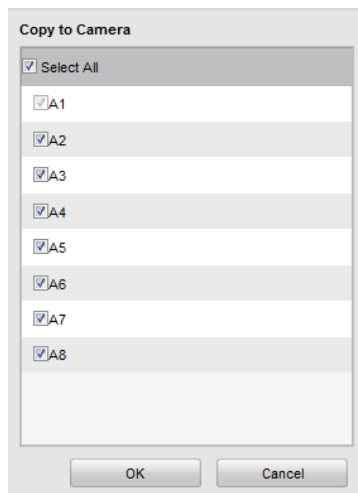 Copy to Camera
Select All
A1
A2
A3
A4
A5
A6
A7
A8
OK Cancel